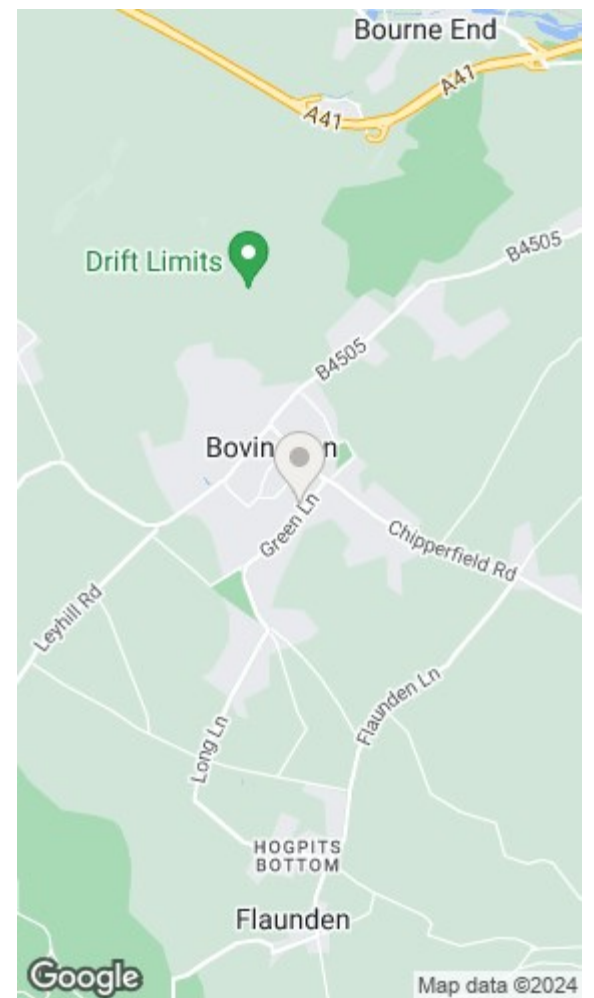 Bourne End
A41
A41
B4505
Drift Limits
B4505
Bovin n
Green Ln
Chipperfield Rd
Leyhill Rd
Flaunden Ln
Long Ln
HOGPITS
BOTTOM
Flaunden
Google
Map data ©2024